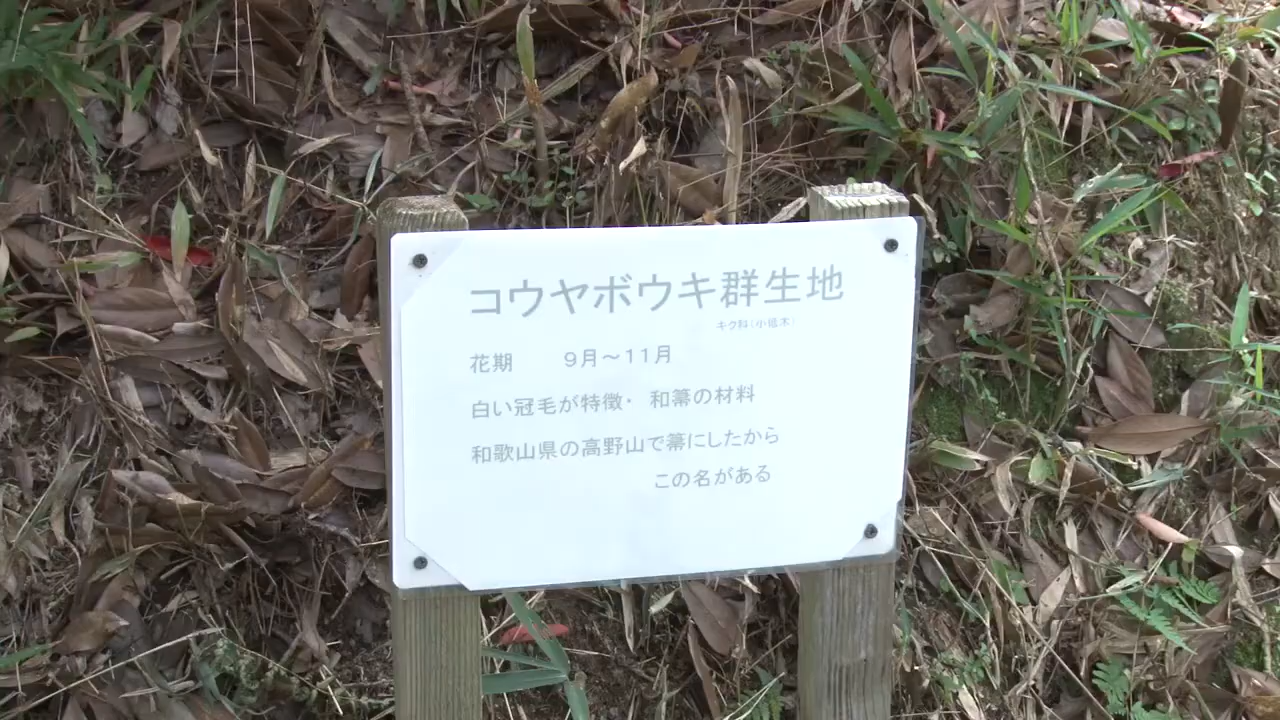 コウヤボウキ群生地
キク科（小低木）
花期　　９月～１１月
白い冠毛が特徴・　和箒の材料
和歌山県の高野山で箒にしたから
この名がある